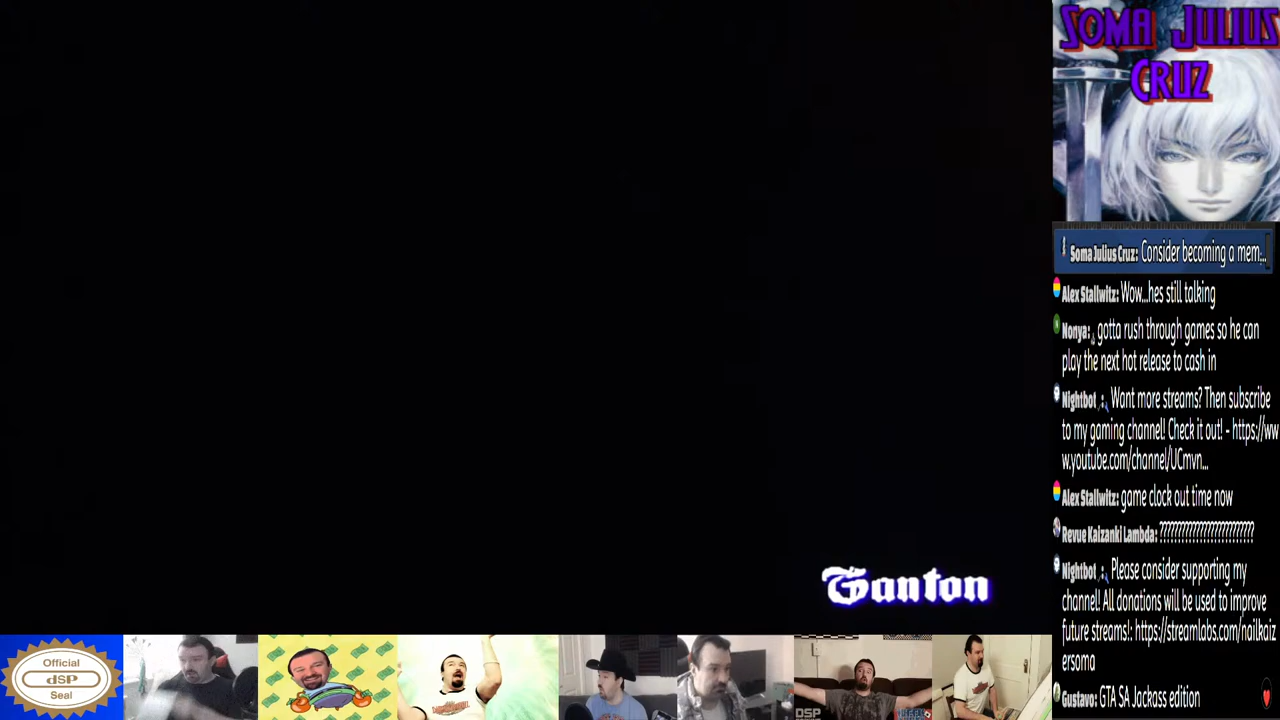 SOMA JULIUS
CRUZ
Soma Julius Cruz: Consider becoming a mem...
Alex Stallwitz: Wow...hes still talking
Nonya: gotta rush through games so he can
play the next hot release to cash in
Nightbot: Want more streams? Then subscribe
to my gaming channel! Check it out! - https://ww
w.youtube.com/channel/UCmvn...
Alex Stallwitz: game clock out time now
Revue Kaizanki Lambda: ?????????????????????????
Nightbot: Please consider supporting my
channel! All donations will be used to improve
future streams!: https://streamlabs.com/nailkaiz
ersoma
Gustavo: GTA SA Jackass edition
Ganton
Official
dSP
Seal
DSP